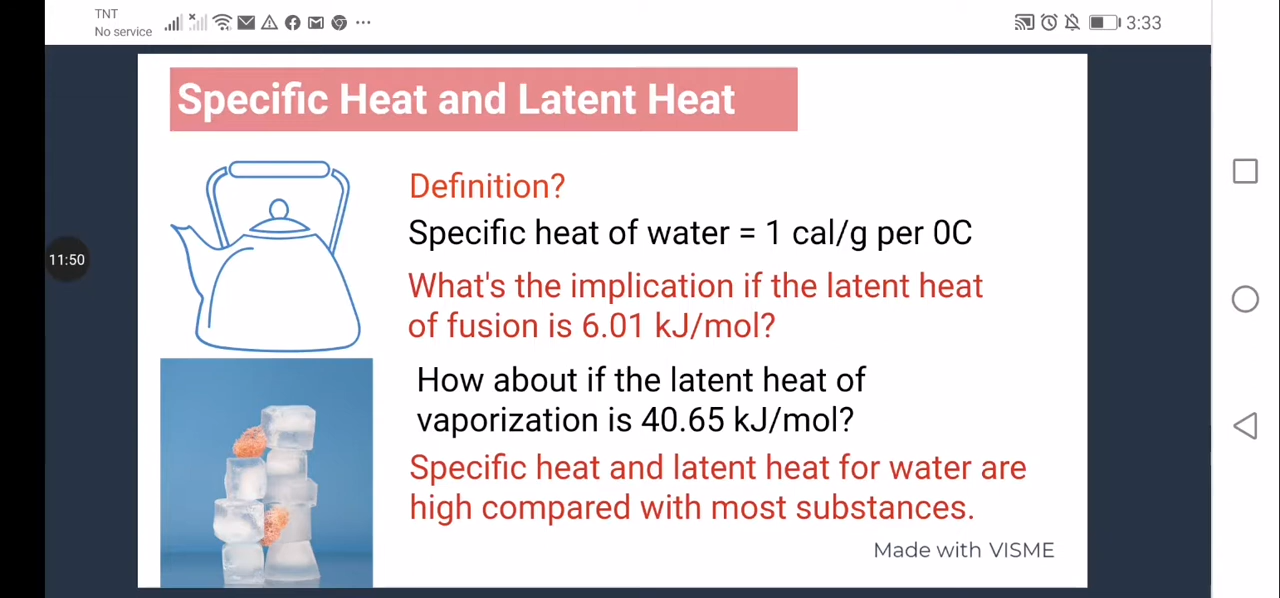 TNT
No service
3:33
Specific Heat and Latent Heat
Definition?
Specific heat of water = 1 cal/g per 0C
11:50
What's the implication if the latent heat
of fusion is 6.01 kJ/mol?
How about if the latent heat of
vaporization is 40.65 kJ/mol?
Specific heat and latent heat for water are
high compared with most substances.
Made with VISME